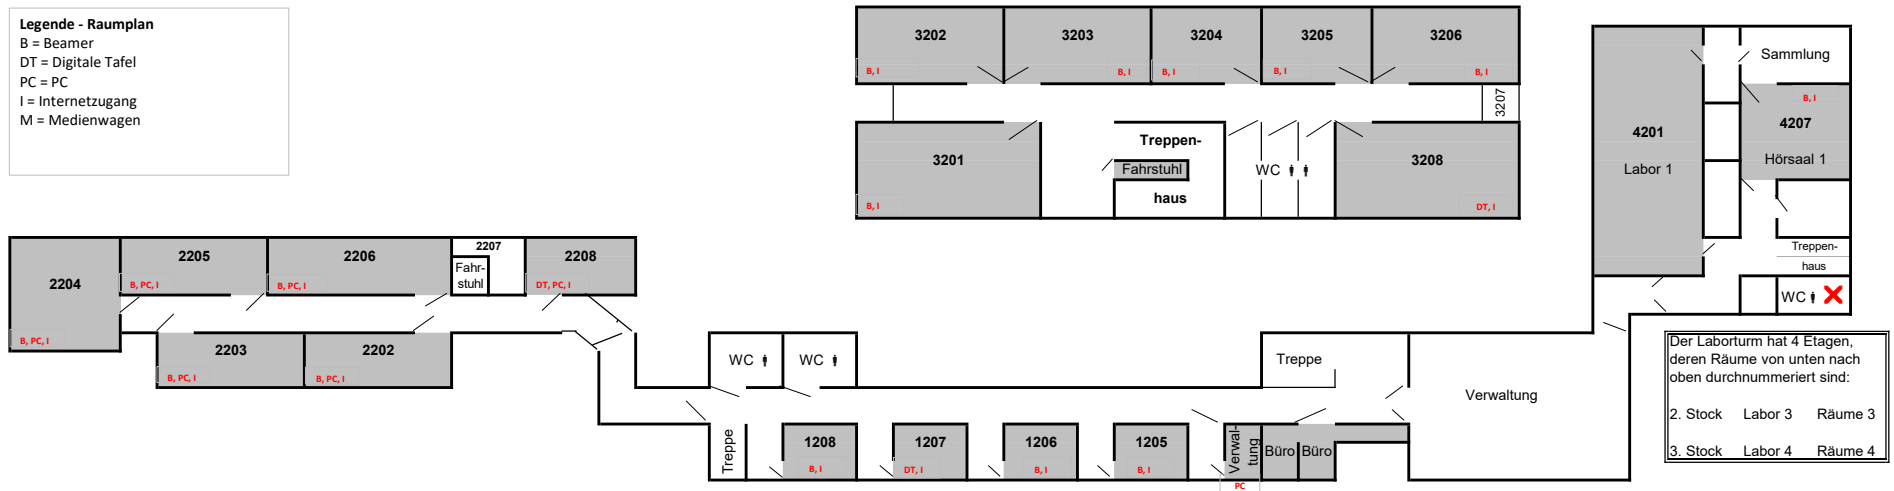 Legende - Raumplan
B = Beamer
DT = Digitale Tafel
PC = PC
I = Internetzugang
M = Medienwagen
3202
B, I
3203
B, I
3204
B, I
3205
B, I
3206
B, I
3207
3201
B, I
Treppen-
Fahrstuhl
haus
WC
3208
DT, I
4201
Labor 1
Sammlung
B, I
4207
Hörsaal 1
Treppen-
haus
WC
2204
B, PC, I
2205
B, PC, I
2206
B, PC, I
2207
Fahr-
stuhl
2208
DT, PC, I
2203
B, PC, I
2202
B, PC, I
WC
WC
Treppe
Treppe
1208
B, I
1207
DT, I
1206
B, I
1205
B, I
Verwal-
tung
PC
Büro
Büro
Verwaltung
Der Laborturm hat 4 Etagen,
deren Räume von unten nach
oben durchnummeriert sind:
2. Stock Labor 3 Räume 3
3. Stock Labor 4 Räume 4